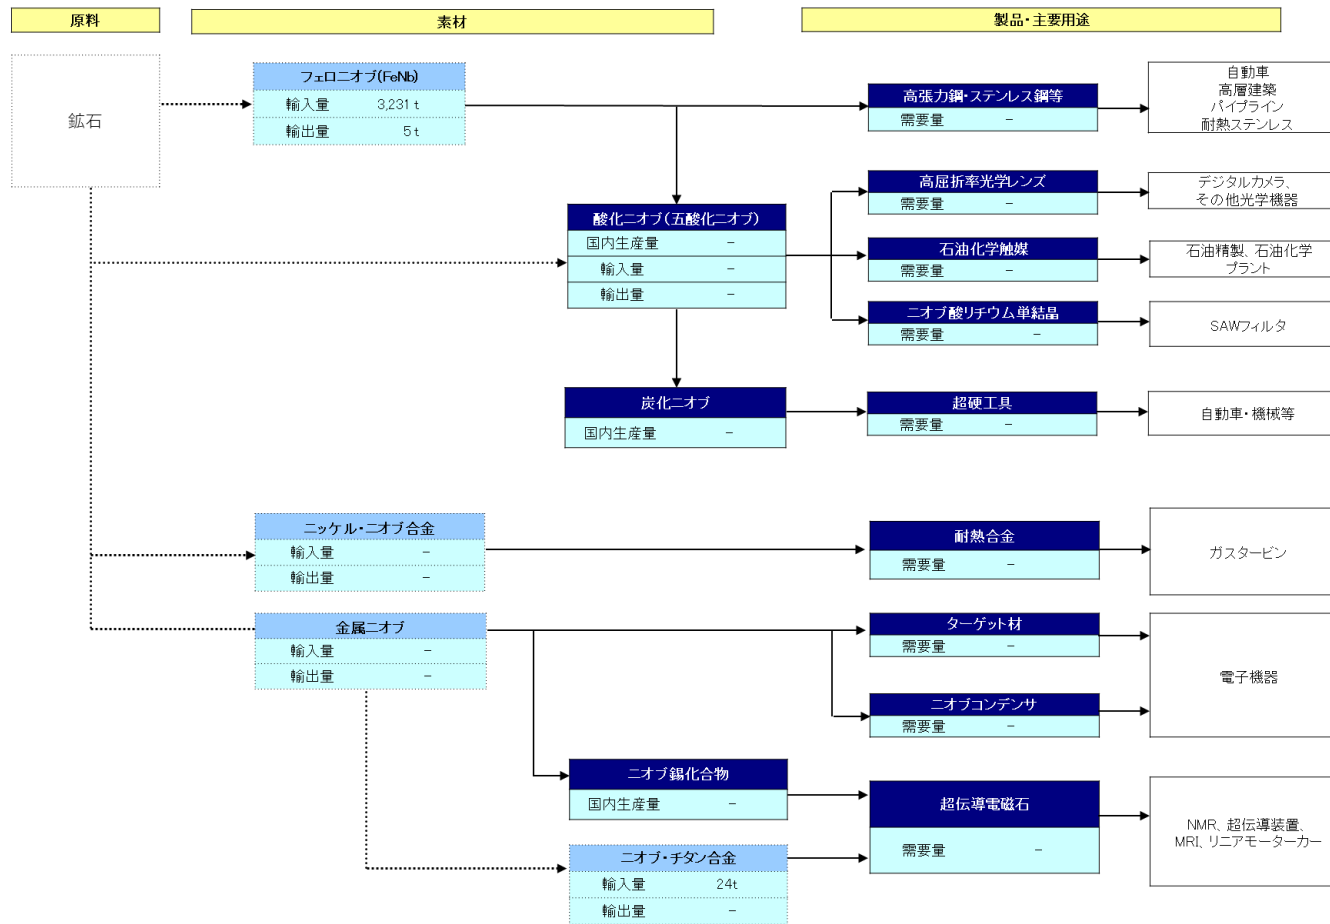 原料
素材
製品・主要用途
鉱石
フェロニオブ(FeNb)
輸入量 3,231 t
輸出量 5 t
高張力鋼・ステンレス鋼等
需要量 -
自動車
高層建築
パイプライン
耐熱ステンレス
酸化ニオブ(五酸化ニオブ)
国内生産量 -
輸入量 -
輸出量 -
高屈折率光学レンズ
需要量 -
デジタルカメラ、
その他光学機器
石油化学触媒
需要量 -
石油精製、石油化学
プラント
ニオブ酸リチウム単結晶
需要量 -
SAWフィルタ
炭化ニオブ
国内生産量 -
超硬工具
需要量 -
自動車・機械等
ニッケル・ニオブ合金
輸入量 -
輸出量 -
耐熱合金
需要量 -
ガスタービン
金属ニオブ
輸入量 -
輸出量 -
ターゲット材
需要量 -
ニオブコンデンサ
需要量 -
電子機器
ニオブ錫化合物
国内生産量 -
ニオブ・チタン合金
輸入量 24t
輸出量 -
超伝導電磁石
需要量 -
NMR、超伝導装置、
MRI、リニアモーターカー